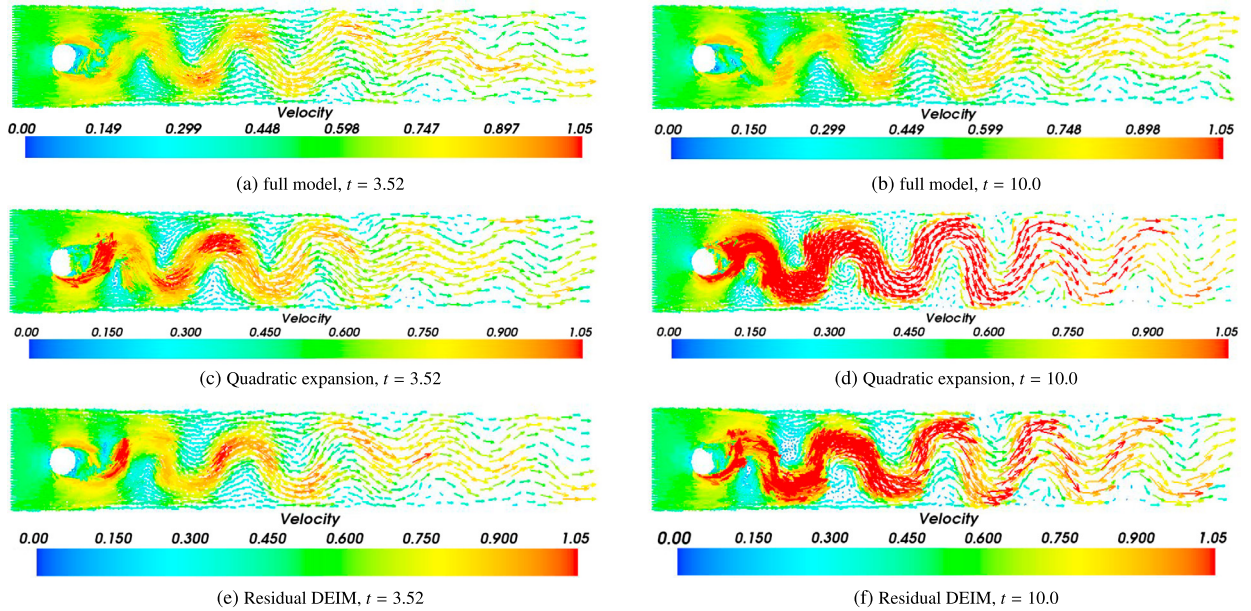 Velocity
0.00 0.149 0.299 0.448 0.598 0.747 0.897 1.05
(a) full model, t = 3.52
Velocity
0.00 0.150 0.299 0.449 0.599 0.748 0.898 1.05
(b) full model, t = 10.0
Velocity
0.00 0.150 0.300 0.450 0.600 0.750 0.900 1.05
(c) Quadratic expansion, t = 3.52
Velocity
0.00 0.150 0.300 0.450 0.600 0.750 0.900 1.05
(d) Quadratic expansion, t = 10.0
Velocity
0.00 0.150 0.300 0.450 0.600 0.750 0.900 1.05
(e) Residual DEIM, t = 3.52
Velocity
0.00 0.150 0.300 0.450 0.600 0.750 0.900 1.05
(f) Residual DEIM, t = 10.0